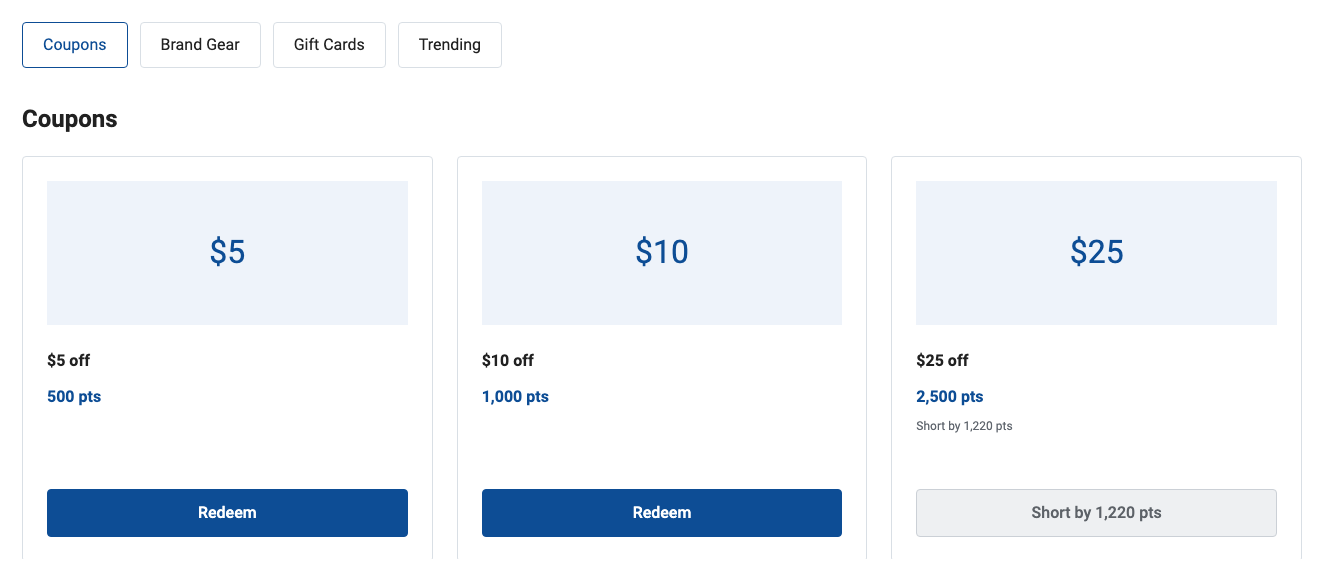 Coupons
Brand Gear
Gift Cards
Trending
Coupons
$5
$5 off
500 pts
Redeem
$10
$10 off
1,000 pts
Redeem
$25
$25 off
2,500 pts
Short by 1,220 pts
Short by 1,220 pts